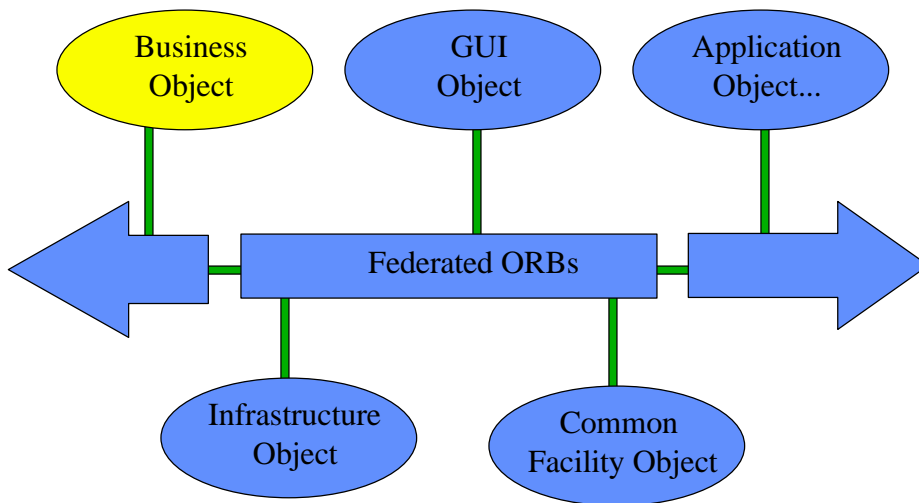 Business
Object
GUI
Object
Application
Object...
Federated ORBs
Infrastructure
Object
Common
Facility Object